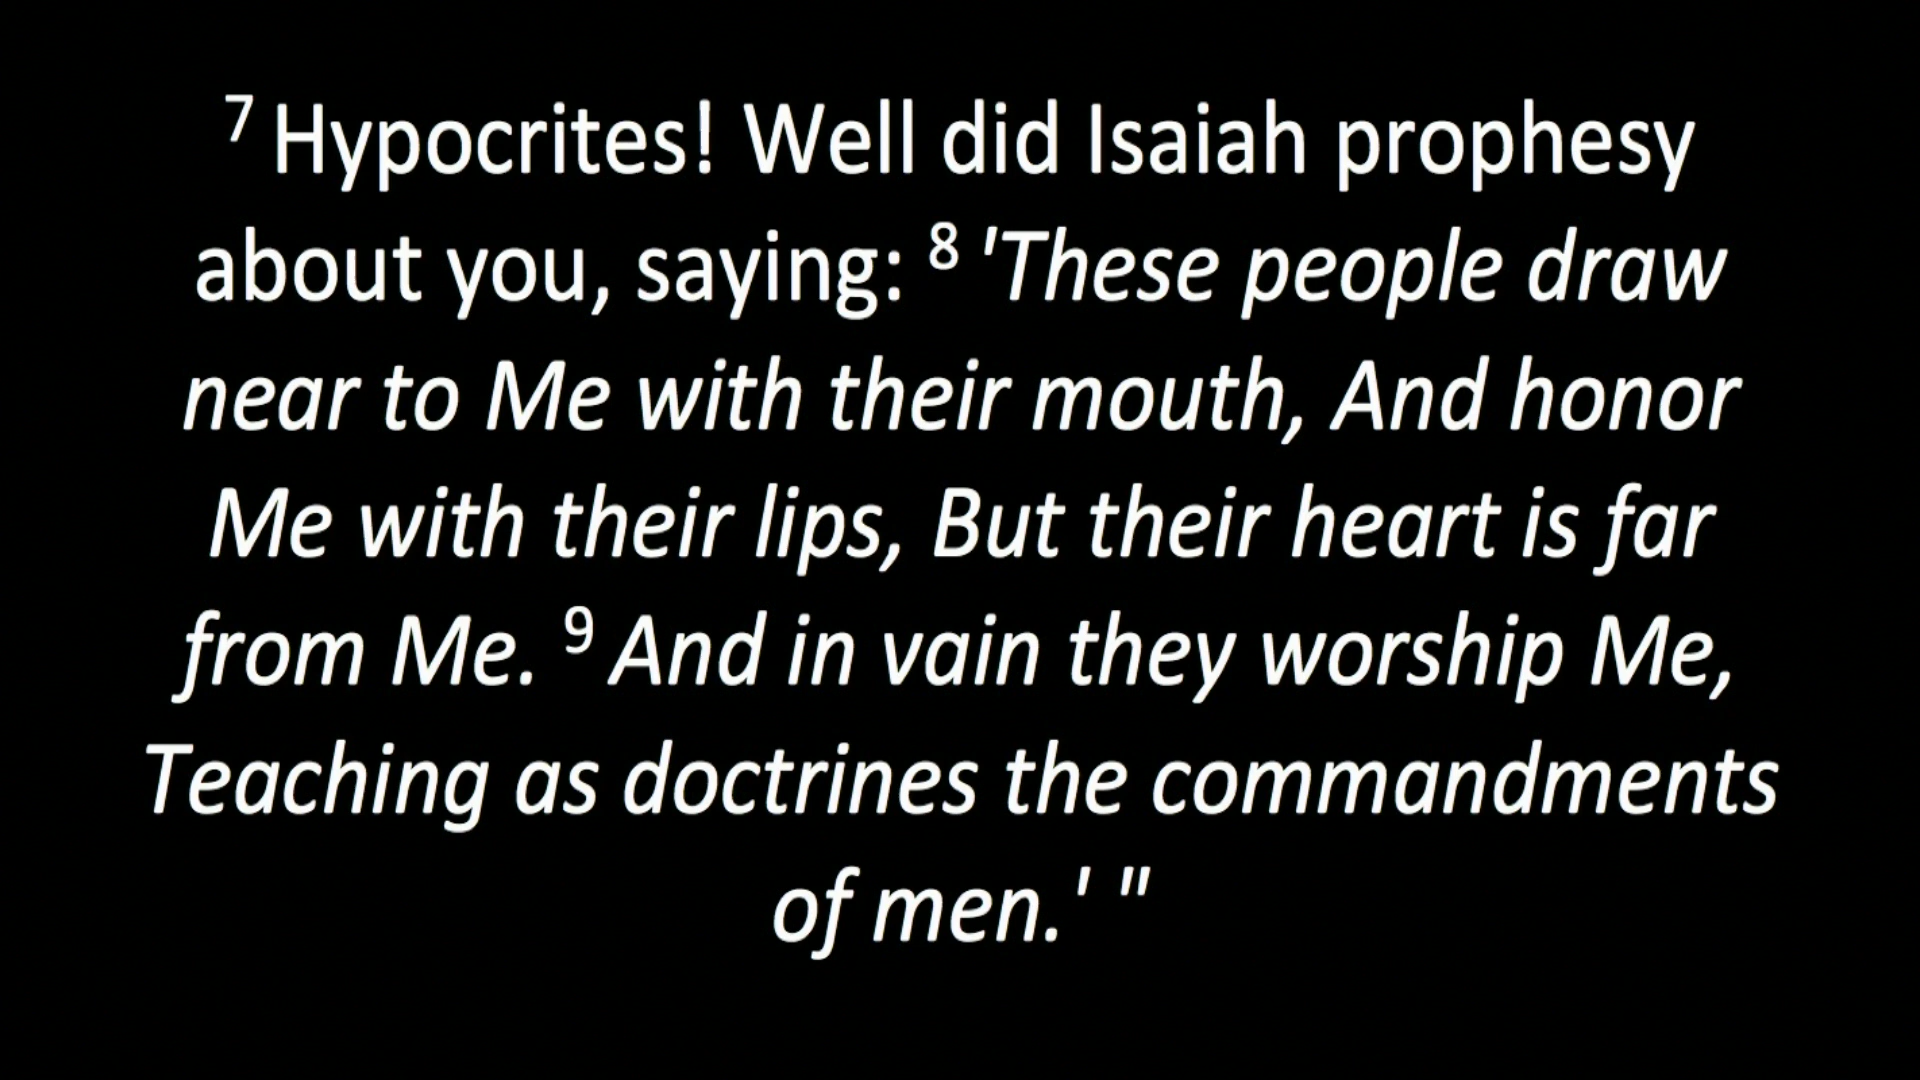 7 Hypocrites! Well did Isaiah prophesy
about you, saying: 8 'These people draw
near to Me with their mouth, And honor
Me with their lips, But their heart is far
from Me. 9 And in vain they worship Me,
Teaching as doctrines the commandments
of men.' "